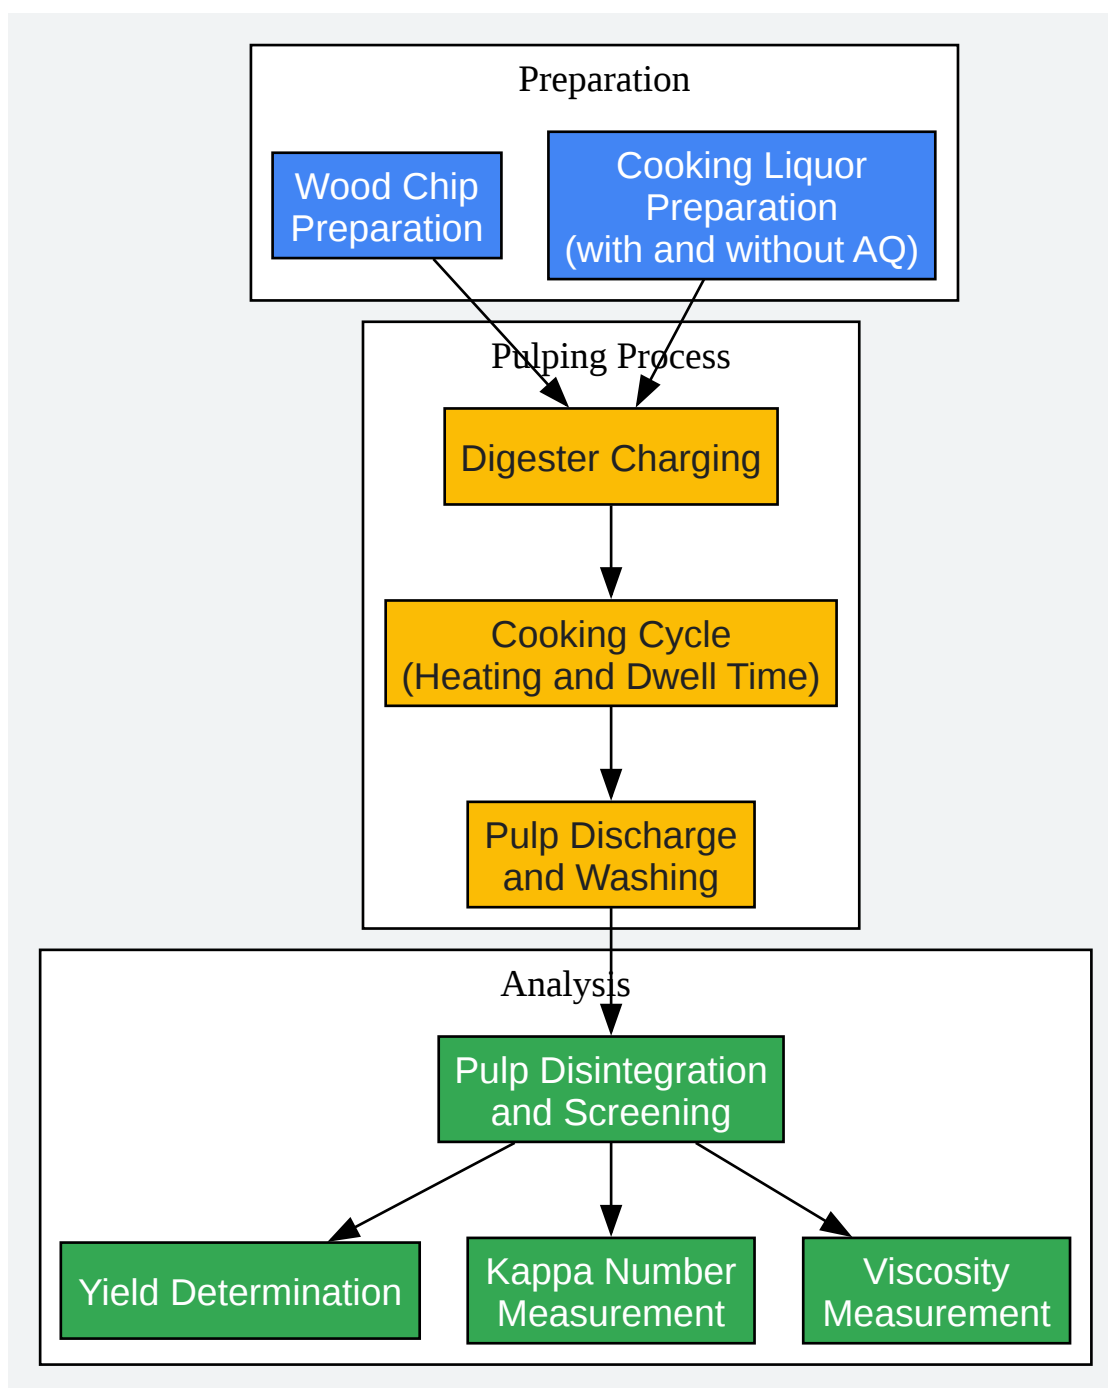 Preparation
Wood Chip
Preparation
Cooking Liquor
Preparation
(with and without AQ)
Pulping Process
Digester Charging
Cooking Cycle
(Heating and Dwell Time)
Pulp Discharge
and Washing
Analysis
Pulp Disintegration
and Screening
Yield Determination
Kappa Number
Measurement
Viscosity
Measurement